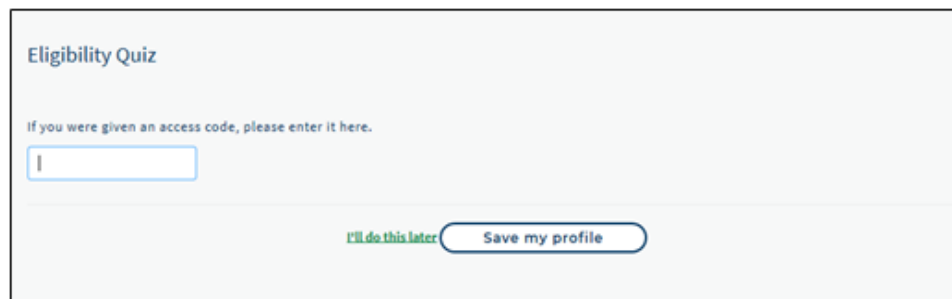 Eligibility Quiz
If you were given an access code, please enter it here.
I'll do this later Save my profile